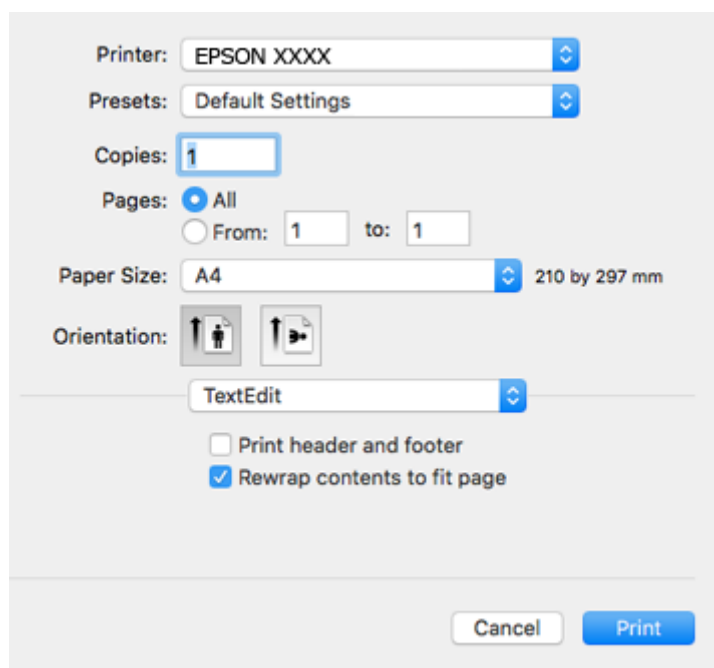 Printer: EPSON XXXX
Presets: Default Settings
Copies: 1
Pages: All
From: 1 to: 1
Paper Size: A4 210 by 297 mm
Orientation:
TextEdit
Print header and footer
Rewrap contents to fit page
Cancel Print